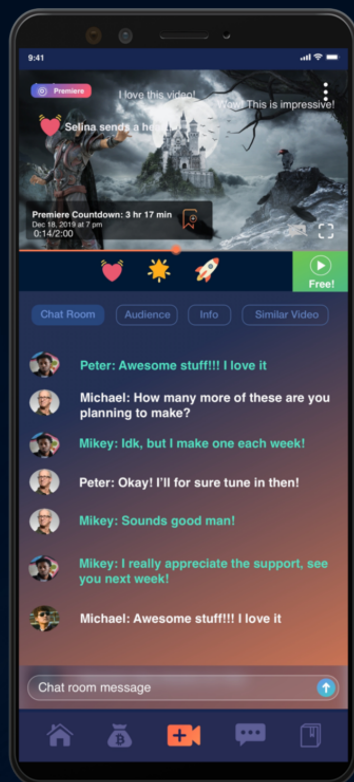 9:41
Premiere
I love this video!
Wow! This is impressive!
Selina sends a hea
Premiere Countdown: 3 hr 17 min
Dec 18, 2019 at 7 pm
0:14/2:00
Free!
Chat Room
Audience
Info
Similar Video
Peter: Awesome stuff!!! I love it
Michael: How many more of these are you
planning to make?
Mikey: Idk, but I make one each week!
Peter: Okay! I'll for sure tune in then!
Mikey: Sounds good man!
Mikey: I really appreciate the support, see
you next week!
Michael: Awesome stuff!!! I love it
Chat room message